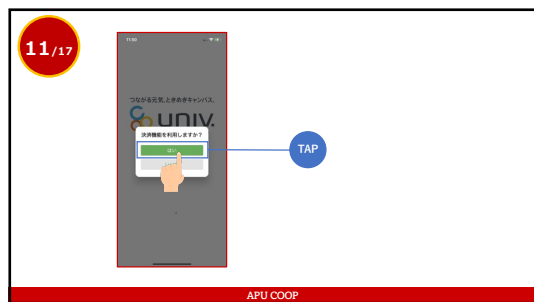 11/17
11:50
つながる元気、ときめきキャンパス。
UNIV.
決済機能を利用しますか？
はい
TAP
APU COOP